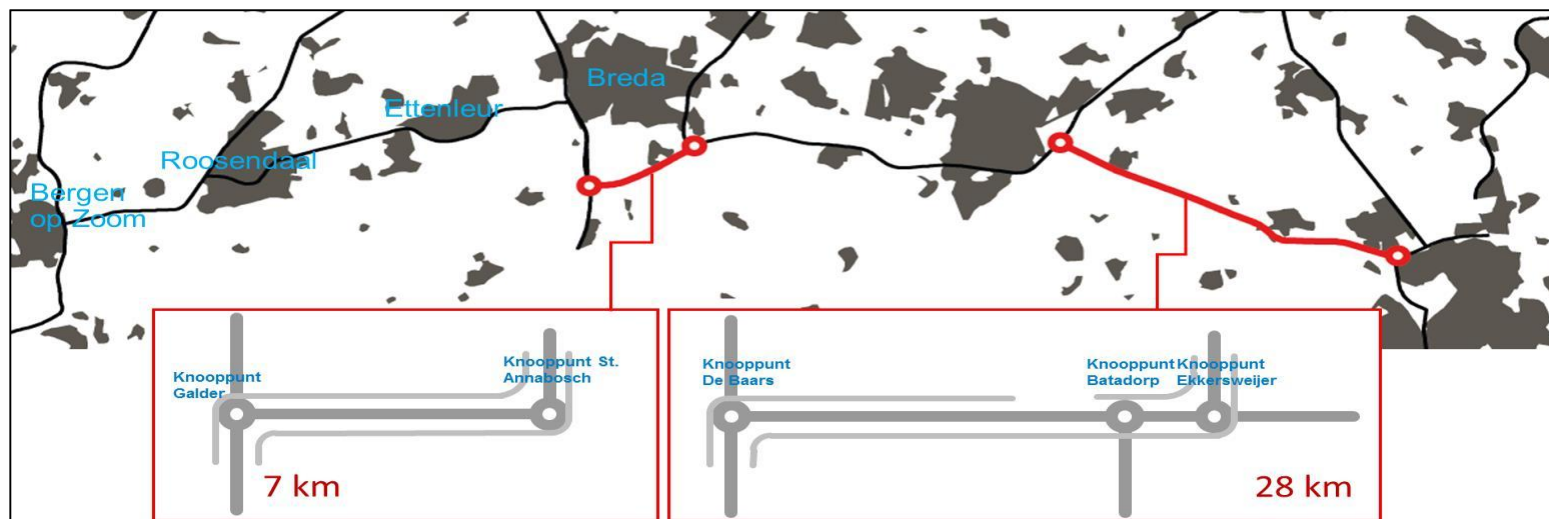 Breda
Ettenleur
Roosendaal
Bergen
op Zoom
Knooppunt
Galder
Knooppunt St.
Annabosch
7 km
Knooppunt
De Baars
Knooppunt
Batadorp
Knooppunt
Ekkersweijer
28 km